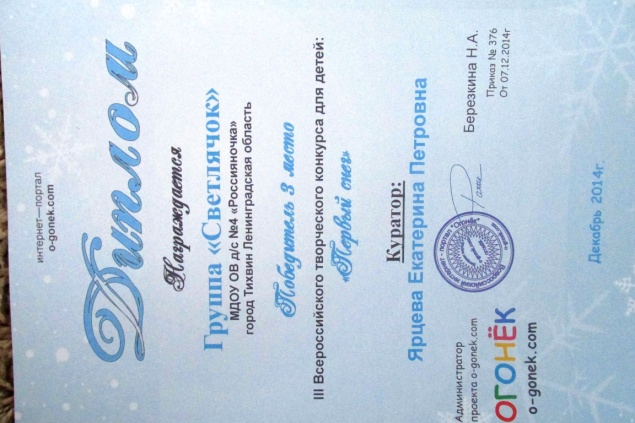 интернет—портал
o-gonek.com
Диплом
Награждается
Группа «Светлячок»
МДОУ ОВ д/с №4 «Россияночка»
город Тихвин Ленинградская область
Победитель 3 место
III Всероссийского творческого конкурса для детей:
«Первый снег»
Куратор:
Ярцева Екатерина Петровна
Администратор
проекта o-gonek.com
Березкина Н.А.
ОГОНЁК
o-gonek.com
Приказ № 376
От 07.12.2014г
Декабрь 2014г.